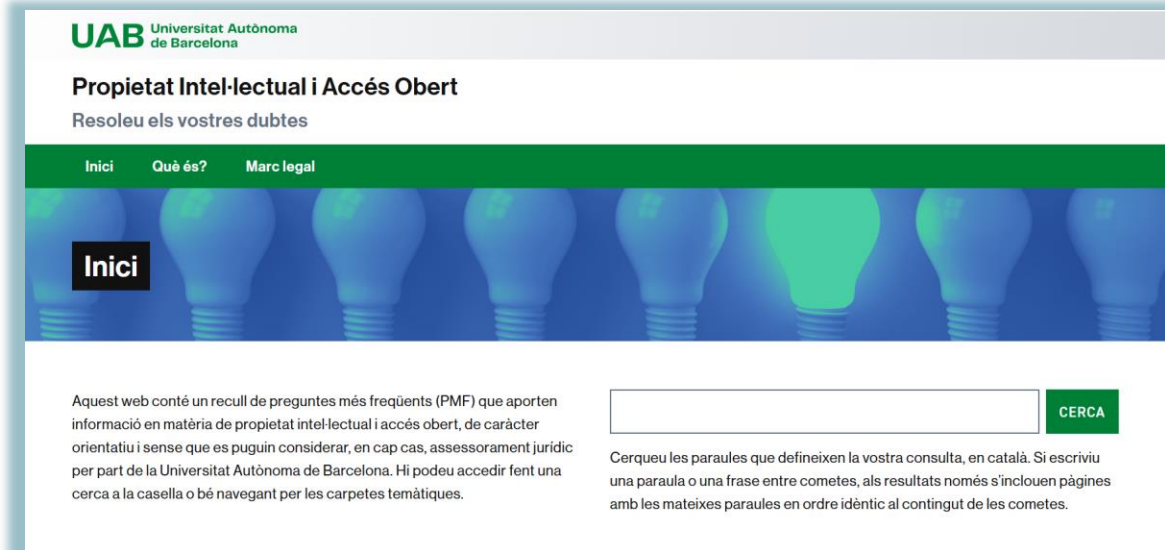 UAB Universitat Autònoma
de Barcelona
Propietat Intel·lectual i Accés Obert
Resoleu els vostres dubtes
Inici Què és? Marc legal
Inici
Aquest web conté un recull de preguntes més freqüents (PMF) que aporten
informació en matèria de propietat intel·lectual i accés obert, de caràcter
orientatiu i sense que es puguin considerar, en cap cas, assessorament jurídic
per part de la Universitat Autònoma de Barcelona. Hi podeu accedir fent una
cerca a la casella o bé navegant per les carpetes temàtiques.
CERCA
Cerqueu les paraules que defineixen la vostra consulta, en català. Si escriviu
una paraula o una frase entre cometes, als resultats només s'inclouen pàgines
amb les mateixes paraules en ordre idèntic al contingut de les cometes.